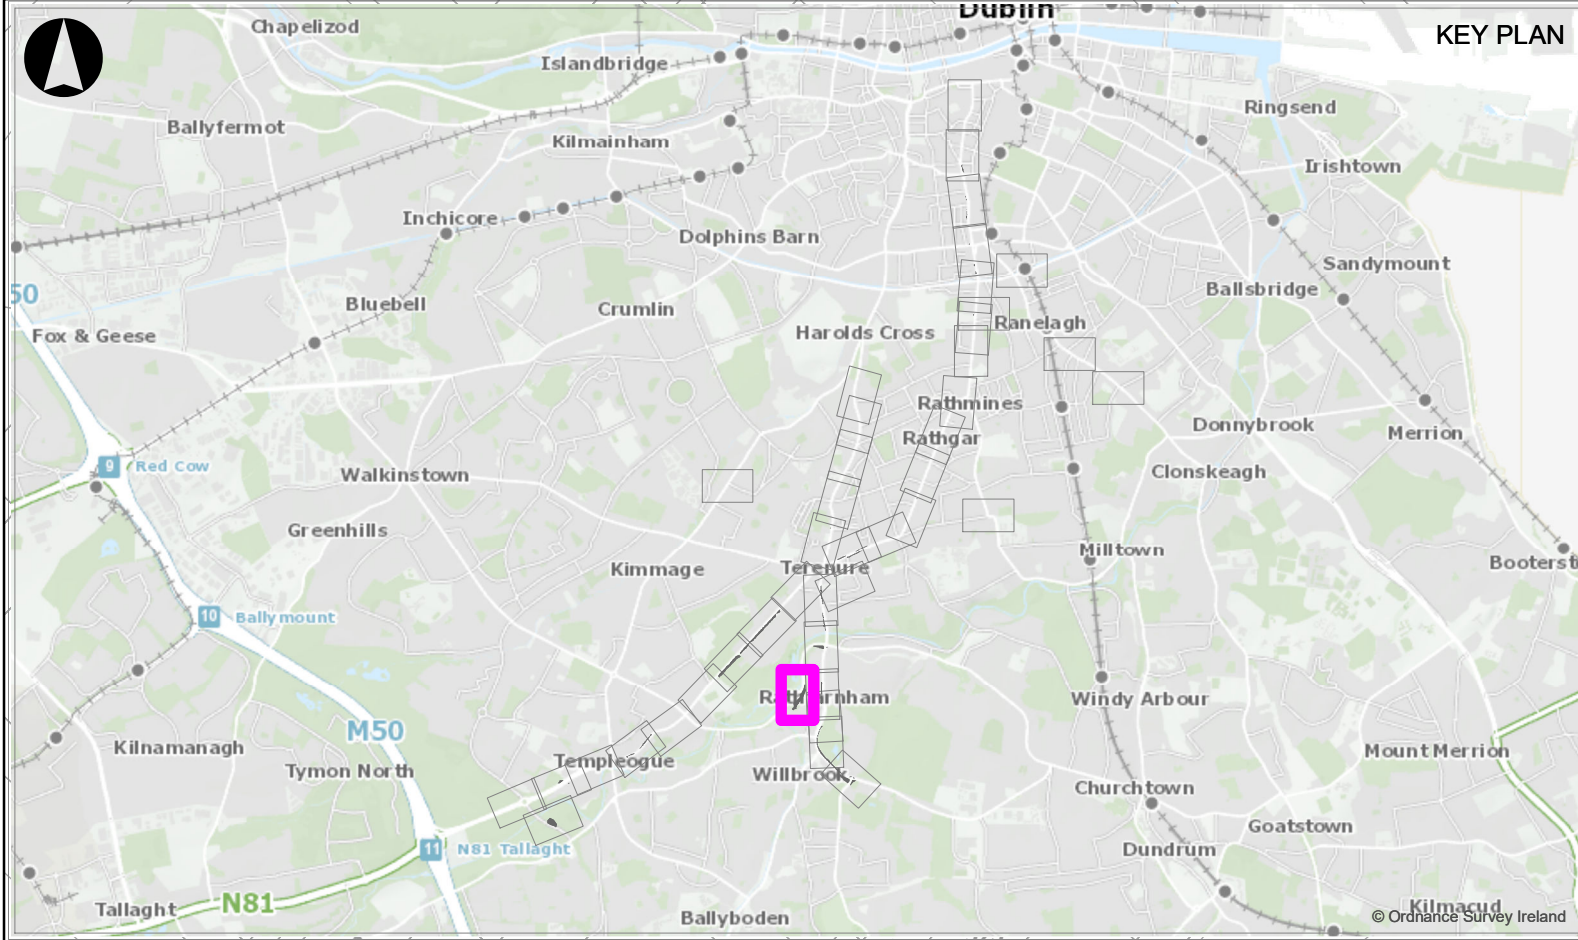 Dublin
KEY PLAN
Chapelizod
Islandbridge
Ringsend
Ballyfermot
Kilmainham
Irishtown
Inchicore
Dolphins Barn
Sandymount
50
Ballsbridge
Bluebell
Crumlin
Ranelagh
Fox & Geese
Harolds Cross
Rathmines
Donnybrook
Merrion
Rathgar
9 Red Cow
Walkinstown
Clonskeagh
Greenhills
Milltown
Boosterst
Kimmage
Terenure
10 Ballymount
Rathfarnham
Windy Arbour
M50
Kilnamanagh
Mount Merrion
Templeogue
Tymon North
Willbrook
Churchtown
Goatstown
11 N81 Tallaght
Dundrum
N81
Tallaght
Kilmacud
Ballyboden
© Ordnance Survey Ireland